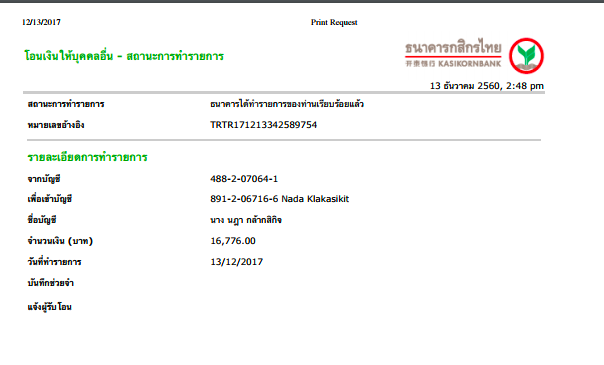 12/13/2017 Print Request
โอนเงินให้บุคคลอื่น - สถานะการทำรายการ
ธนาคารกสิกรไทย
开泰银行 KASIKORNBANK
13 ธันวาคม 2560, 2:48 pm
สถานะการทำรายการ ธนาคารได้ทำรายการของท่านเรียบร้อยแล้ว
หมายเลขอ้างอิง TRTR171213342589754
รายละเอียดการทำรายการ
จากบัญชี 488-2-07064-1
เพื่อเข้าบัญชี 891-2-06716-6 Nada Klakasikit
ชื่อบัญชี นาง นฎา กล้ากสิกิจ
จำนวนเงิน (บาท) 16,776.00
วันที่ทำรายการ 13/12/2017
บันทึกช่วยจำ
แจ้งผู้รับโอน